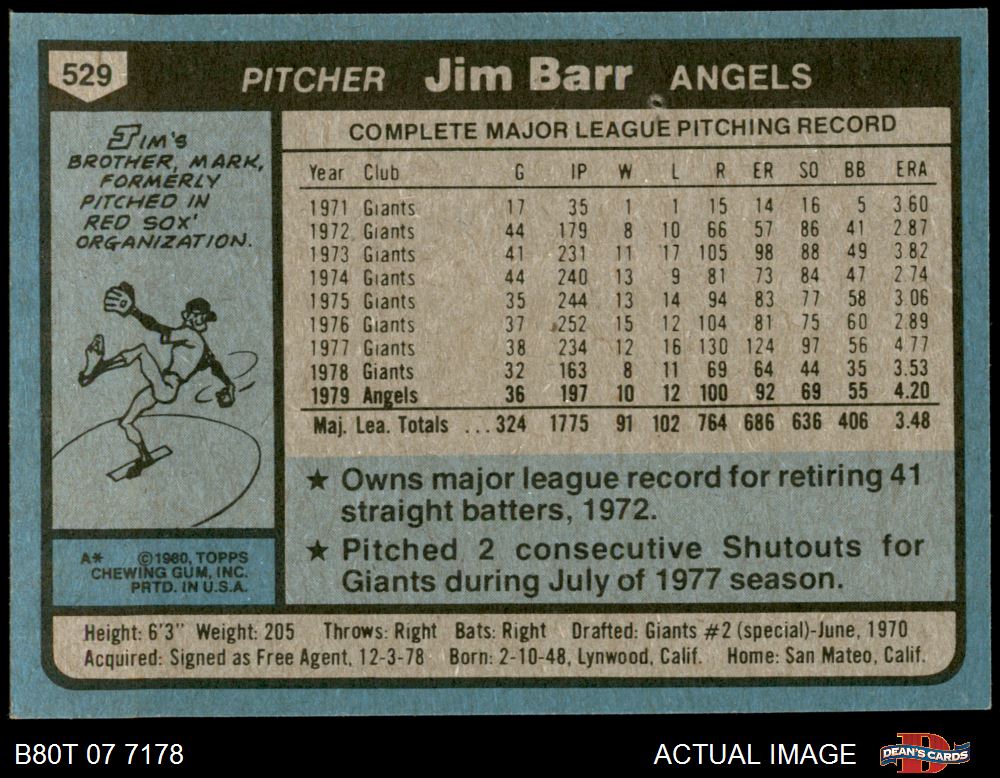 529 PITCHER Jim Barr ANGELS
JIM'S
BROTHER, MARK,
FORMERLY
PITCHED IN
RED SOX'
ORGANIZATION.
COMPLETE MAJOR LEAGUE PITCHING RECORD
Year Club G IP W L R ER SO BB ERA
1971 Giants 17 35 1 1 15 14 16 5 3.60
1972 Giants 44 179 8 10 66 57 86 41 2.87
1973 Giants 41 231 11 17 105 98 88 49 3.82
1974 Giants 44 240 13 9 81 73 84 47 2.74
1975 Giants 35 244 13 14 94 83 77 58 3.06
1976 Giants 37 252 15 12 104 81 75 60 2.89
1977 Giants 38 234 12 16 130 124 97 56 4.77
1978 Giants 32 163 8 11 69 64 44 35 3.53
1979 Angels 36 197 10 12 100 92 69 55 4.20
Maj. Lea. Totals ...324 1775 91 102 764 686 636 406 3.48
★ Owns major league record for retiring 41
straight batters, 1972.
★ Pitched 2 consecutive Shutouts for
Giants during July of 1977 season.
A* ©1980, TOPPS
CHEWING GUM, INC.
PRTD. IN U.S.A.
Height: 6'3" Weight: 205 Throws: Right Bats: Right Drafted: Giants #2 (special)-June, 1970
Acquired: Signed as Free Agent, 12-3-78 Born: 2-10-48, Lynwood, Calif. Home: San Mateo, Calif.
B80T 07 7178 ACTUAL IMAGE DEAN'S CARDS